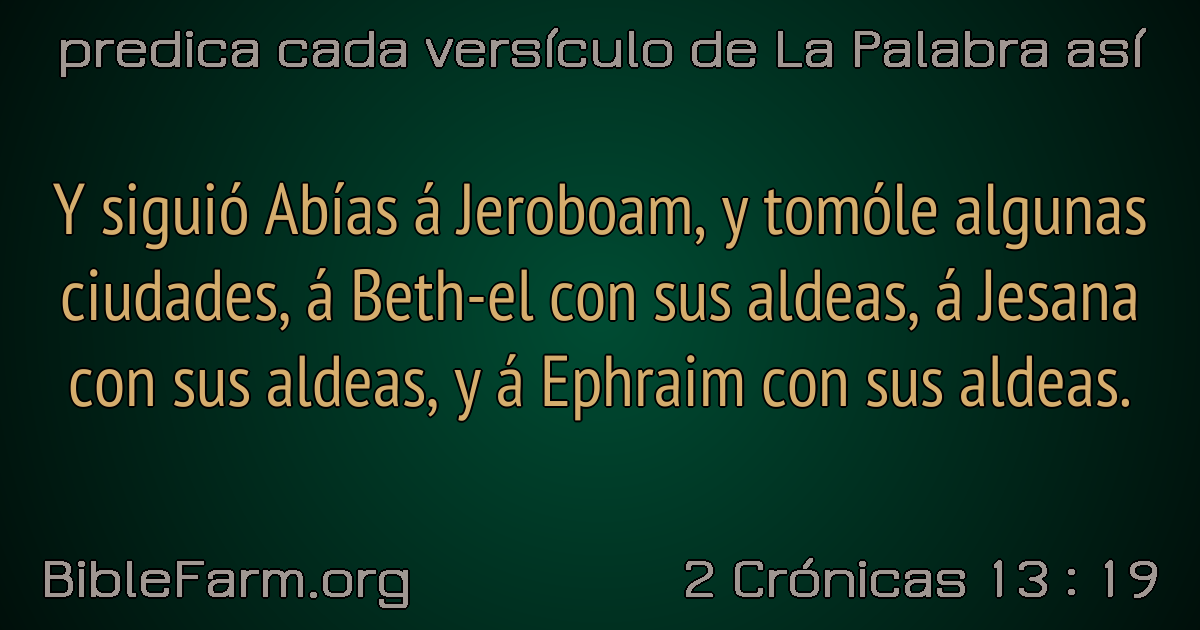 predica cada versículo de La Palabra así
Y siguió Abías á Jeroboam, y tomóle algunas
ciudades, á Beth-el con sus aldeas, á Jesana
con sus aldeas, y á Ephraim con sus aldeas.
BibleFarm.org
2 Crónicas 13 : 19